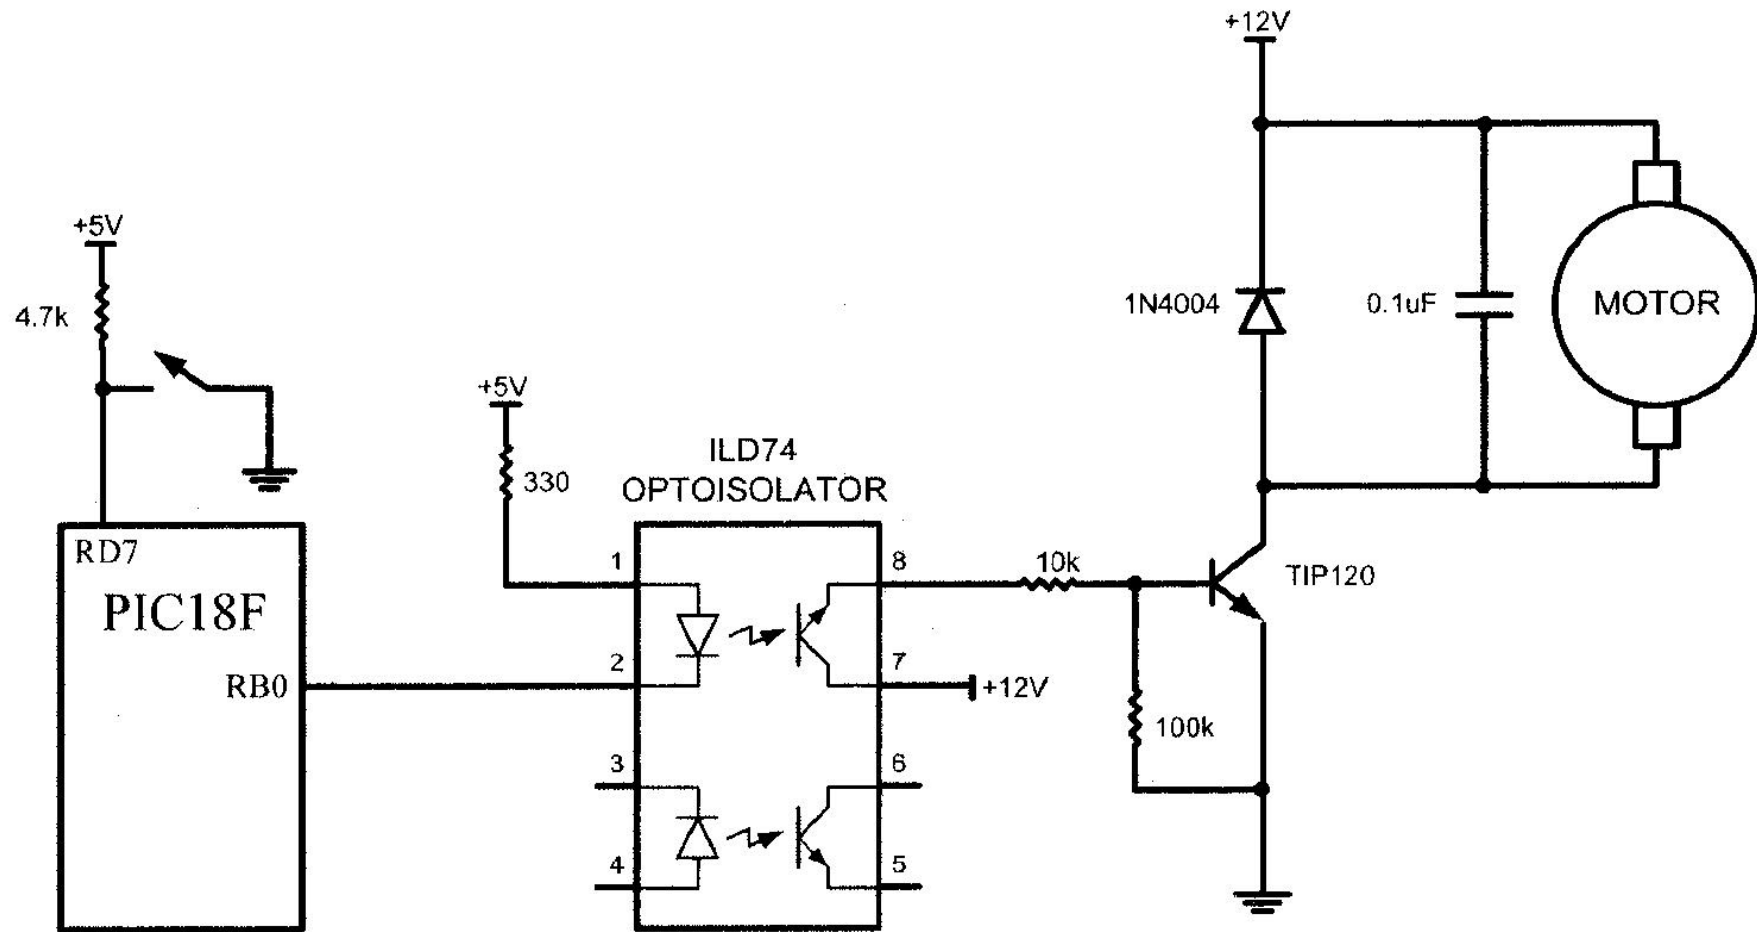 +12V
+5V
4.7k
1N4004
0.1uF
MOTOR
+5V
330
ILD74
OPTOISOLATOR
RD7
PIC18F
RB0
1
2
3
4
8
7
6
5
10k
TIP120
+12V
100k